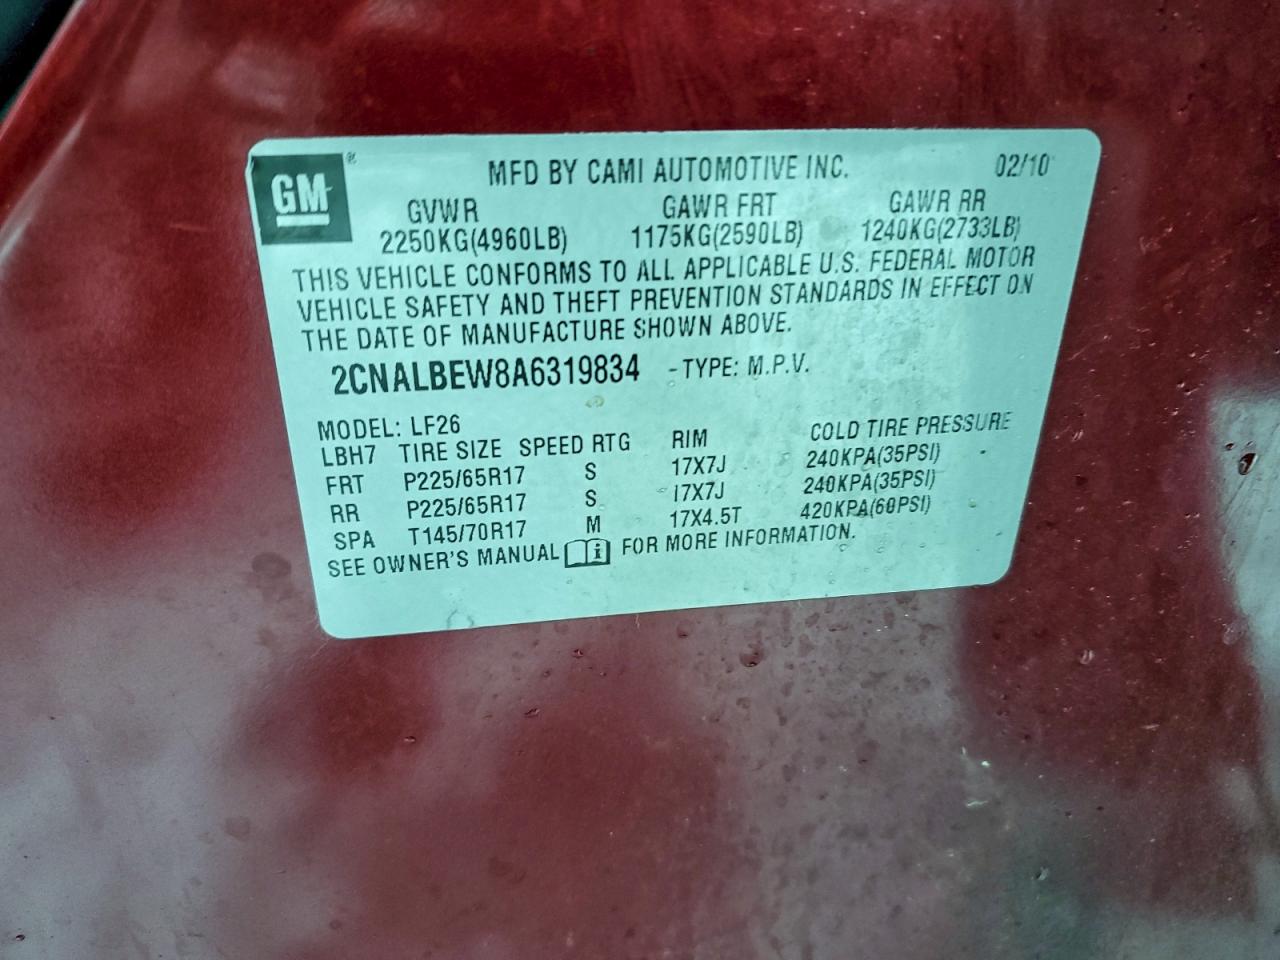 GM ® MFD BY CAMI AUTOMOTIVE INC. 02/10
GVWR GAWR FRT GAWR RR
2250KG(4960LB) 1175KG(2590LB) 1240KG(2733LB)
THIS VEHICLE CONFORMS TO ALL APPLICABLE U.S. FEDERAL MOTOR
VEHICLE SAFETY AND THEFT PREVENTION STANDARDS IN EFFECT ON
THE DATE OF MANUFACTURE SHOWN ABOVE.
2CNALBEW8A6319834 - TYPE: M.P.V.
MODEL: LF26
LBH7 TIRE SIZE SPEED RTG RIM COLD TIRE PRESSURE
FRT P225/65R17 S 17X7J 240KPA(35PSI)
RR P225/65R17 S 17X7J 240KPA(35PSI)
SPA T145/70R17 M 17X4.5T 420KPA(60PSI)
SEE OWNER'S MANUAL i FOR MORE INFORMATION.